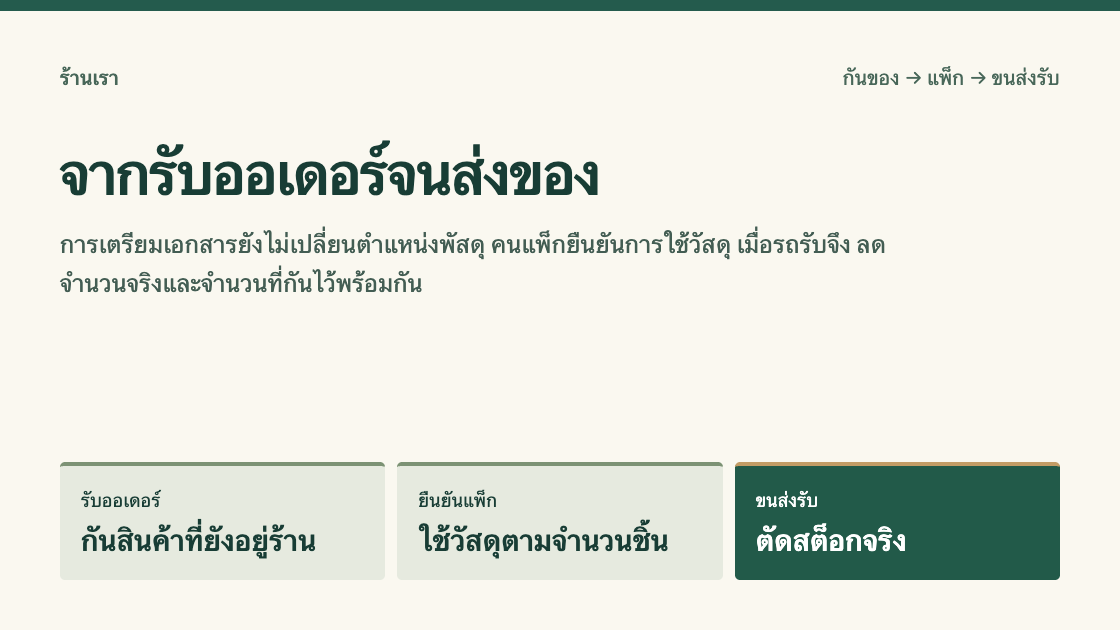 ร้านเรา
กันของ → แพ็ก → ขนส่งรับ
จากรับออเดอร์จนส่งของ
การเตรียมเอกสารยังไม่เปลี่ยนตำแหน่งพัสดุ คนแพ็กยืนยันการใช้วัสดุ เมื่อรถรับจึง ลด
จำนวนจริงและจำนวนที่กันไว้พร้อมกัน
รับออเดอร์
กันสินค้าที่ยังอยู่ร้าน
ยืนยันแพ็ก
ใช้วัสดุตามจำนวนชิ้น
ขนส่งรับ
ตัดสต็อกจริง